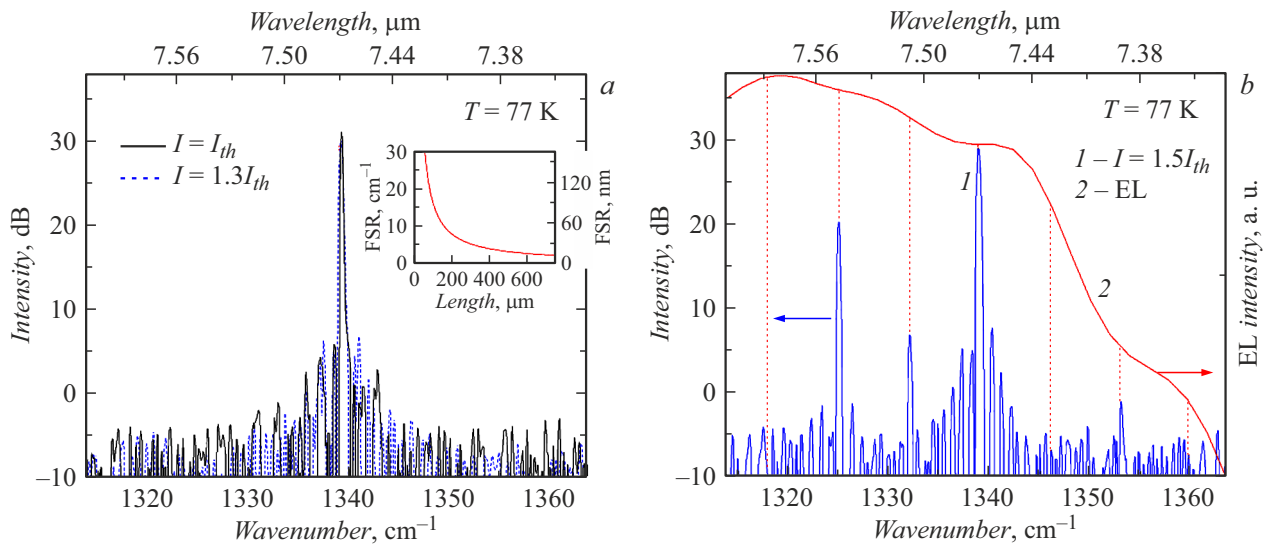 Wavelength, μm
7.56 7.50 7.44 7.38
a
T = 77 K
I = I_th
I = 1.3I_th
Intensity, dB
30
20
10
0
–10
FSR, cm⁻¹
30
20
10
0
FSR, nm
120
60
0
0 200 400 600
Length, μm
1320 1330 1340 1350 1360
Wavenumber, cm⁻¹
Wavelength, μm
7.56 7.50 7.44 7.38
b
T = 77 K
1 – I = 1.5I_th
2 – EL
1
2
Intensity, dB
30
20
10
0
–10
EL intensity, a. u.
1320 1330 1340 1350 1360
Wavenumber, cm⁻¹